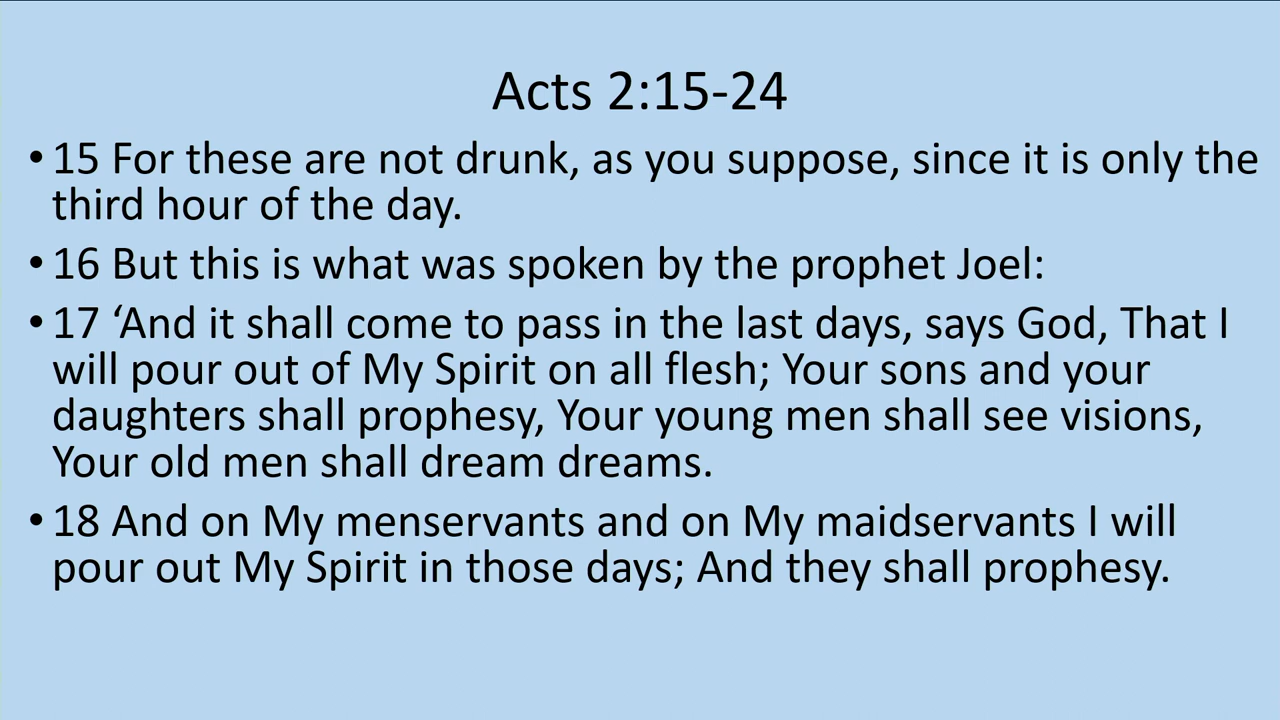 Acts 2:15-24
• 15 For these are not drunk, as you suppose, since it is only the
third hour of the day.
• 16 But this is what was spoken by the prophet Joel:
• 17 ‘And it shall come to pass in the last days, says God, That I
will pour out of My Spirit on all flesh; Your sons and your
daughters shall prophesy, Your young men shall see visions,
Your old men shall dream dreams.
• 18 And on My menservants and on My maidservants I will
pour out My Spirit in those days; And they shall prophesy.